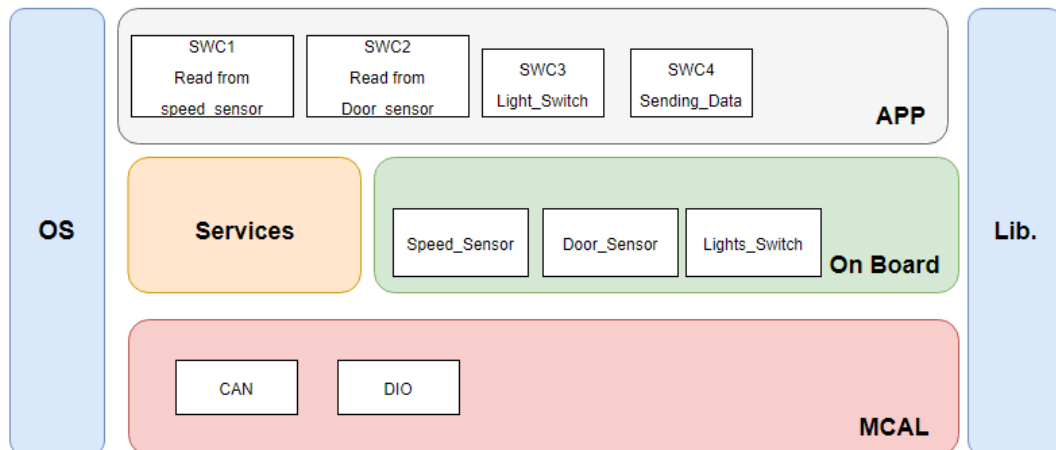 SWC1
Read from
speed_sensor
SWC2
Read from
Door_sensor
SWC3
Light_Switch
SWC4
Sending_Data
APP
OS
Services
Speed_Sensor
Door_Sensor
Lights_Switch
On Board
Lib.
CAN
DIO
MCAL